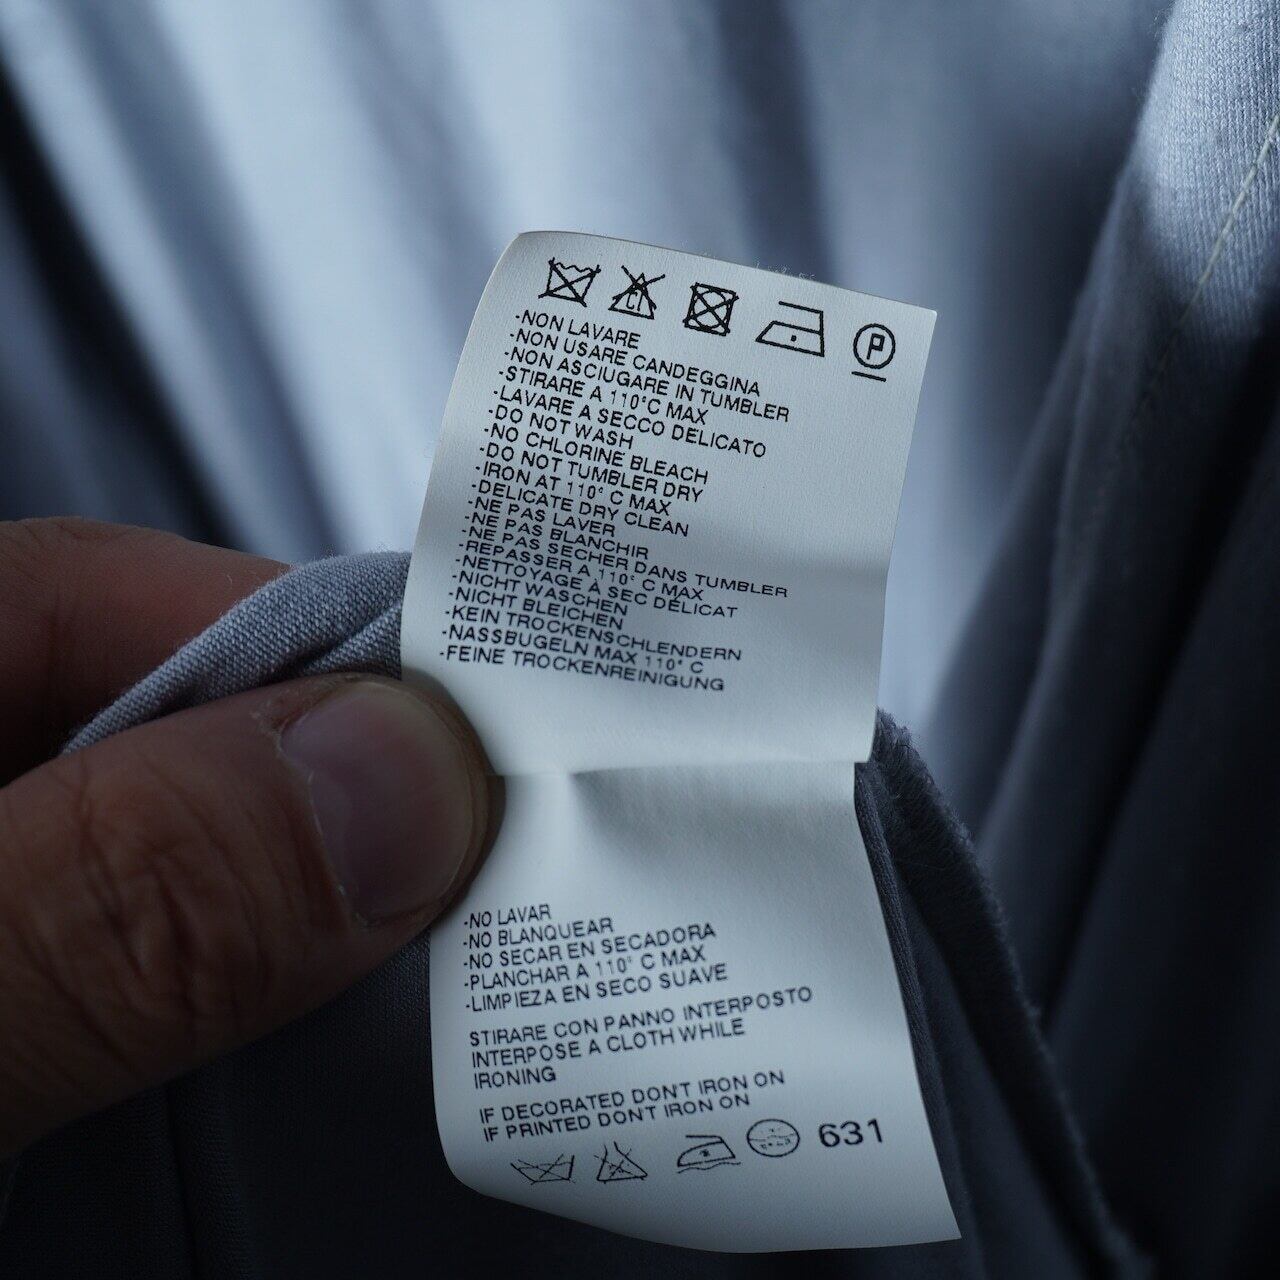 CL
P
-NON LAVARE
-NON USARE CANDEGGINA
-NON ASCIUGARE IN TUMBLER
-STIRARE A 110°C MAX
-LAVARE A SECCO DELICATO
-DO NOT WASH
-NO CHLORINE BLEACH
-DO NOT TUMBLER DRY
-IRON AT 110° C MAX
-DELICATE DRY CLEAN
-NE PAS LAVER
-NE PAS BLANCHIR
-NE PAS SECHER DANS TUMBLER
-REPASSER A 110° C MAX
-NETTOYAGE À SEC DÉLICAT
-NICHT WASCHEN
-NICHT BLEICHEN
-KEIN TROCKENSCHLENDERN
-NASSBUGELN MAX 110° C
-FEINE TROCKENREINIGUNG
-NO LAVAR
-NO BLANQUEAR
-NO SECAR EN SECADORA
-PLANCHAR A 110° C MAX
-LIMPIEZA EN SECO SUAVE
STIRARE CON PANNO INTERPOSTO
INTERPOSE A CLOTH WHILE
IRONING
IF DECORATED DON'T IRON ON
IF PRINTED DON'T IRON ON
631